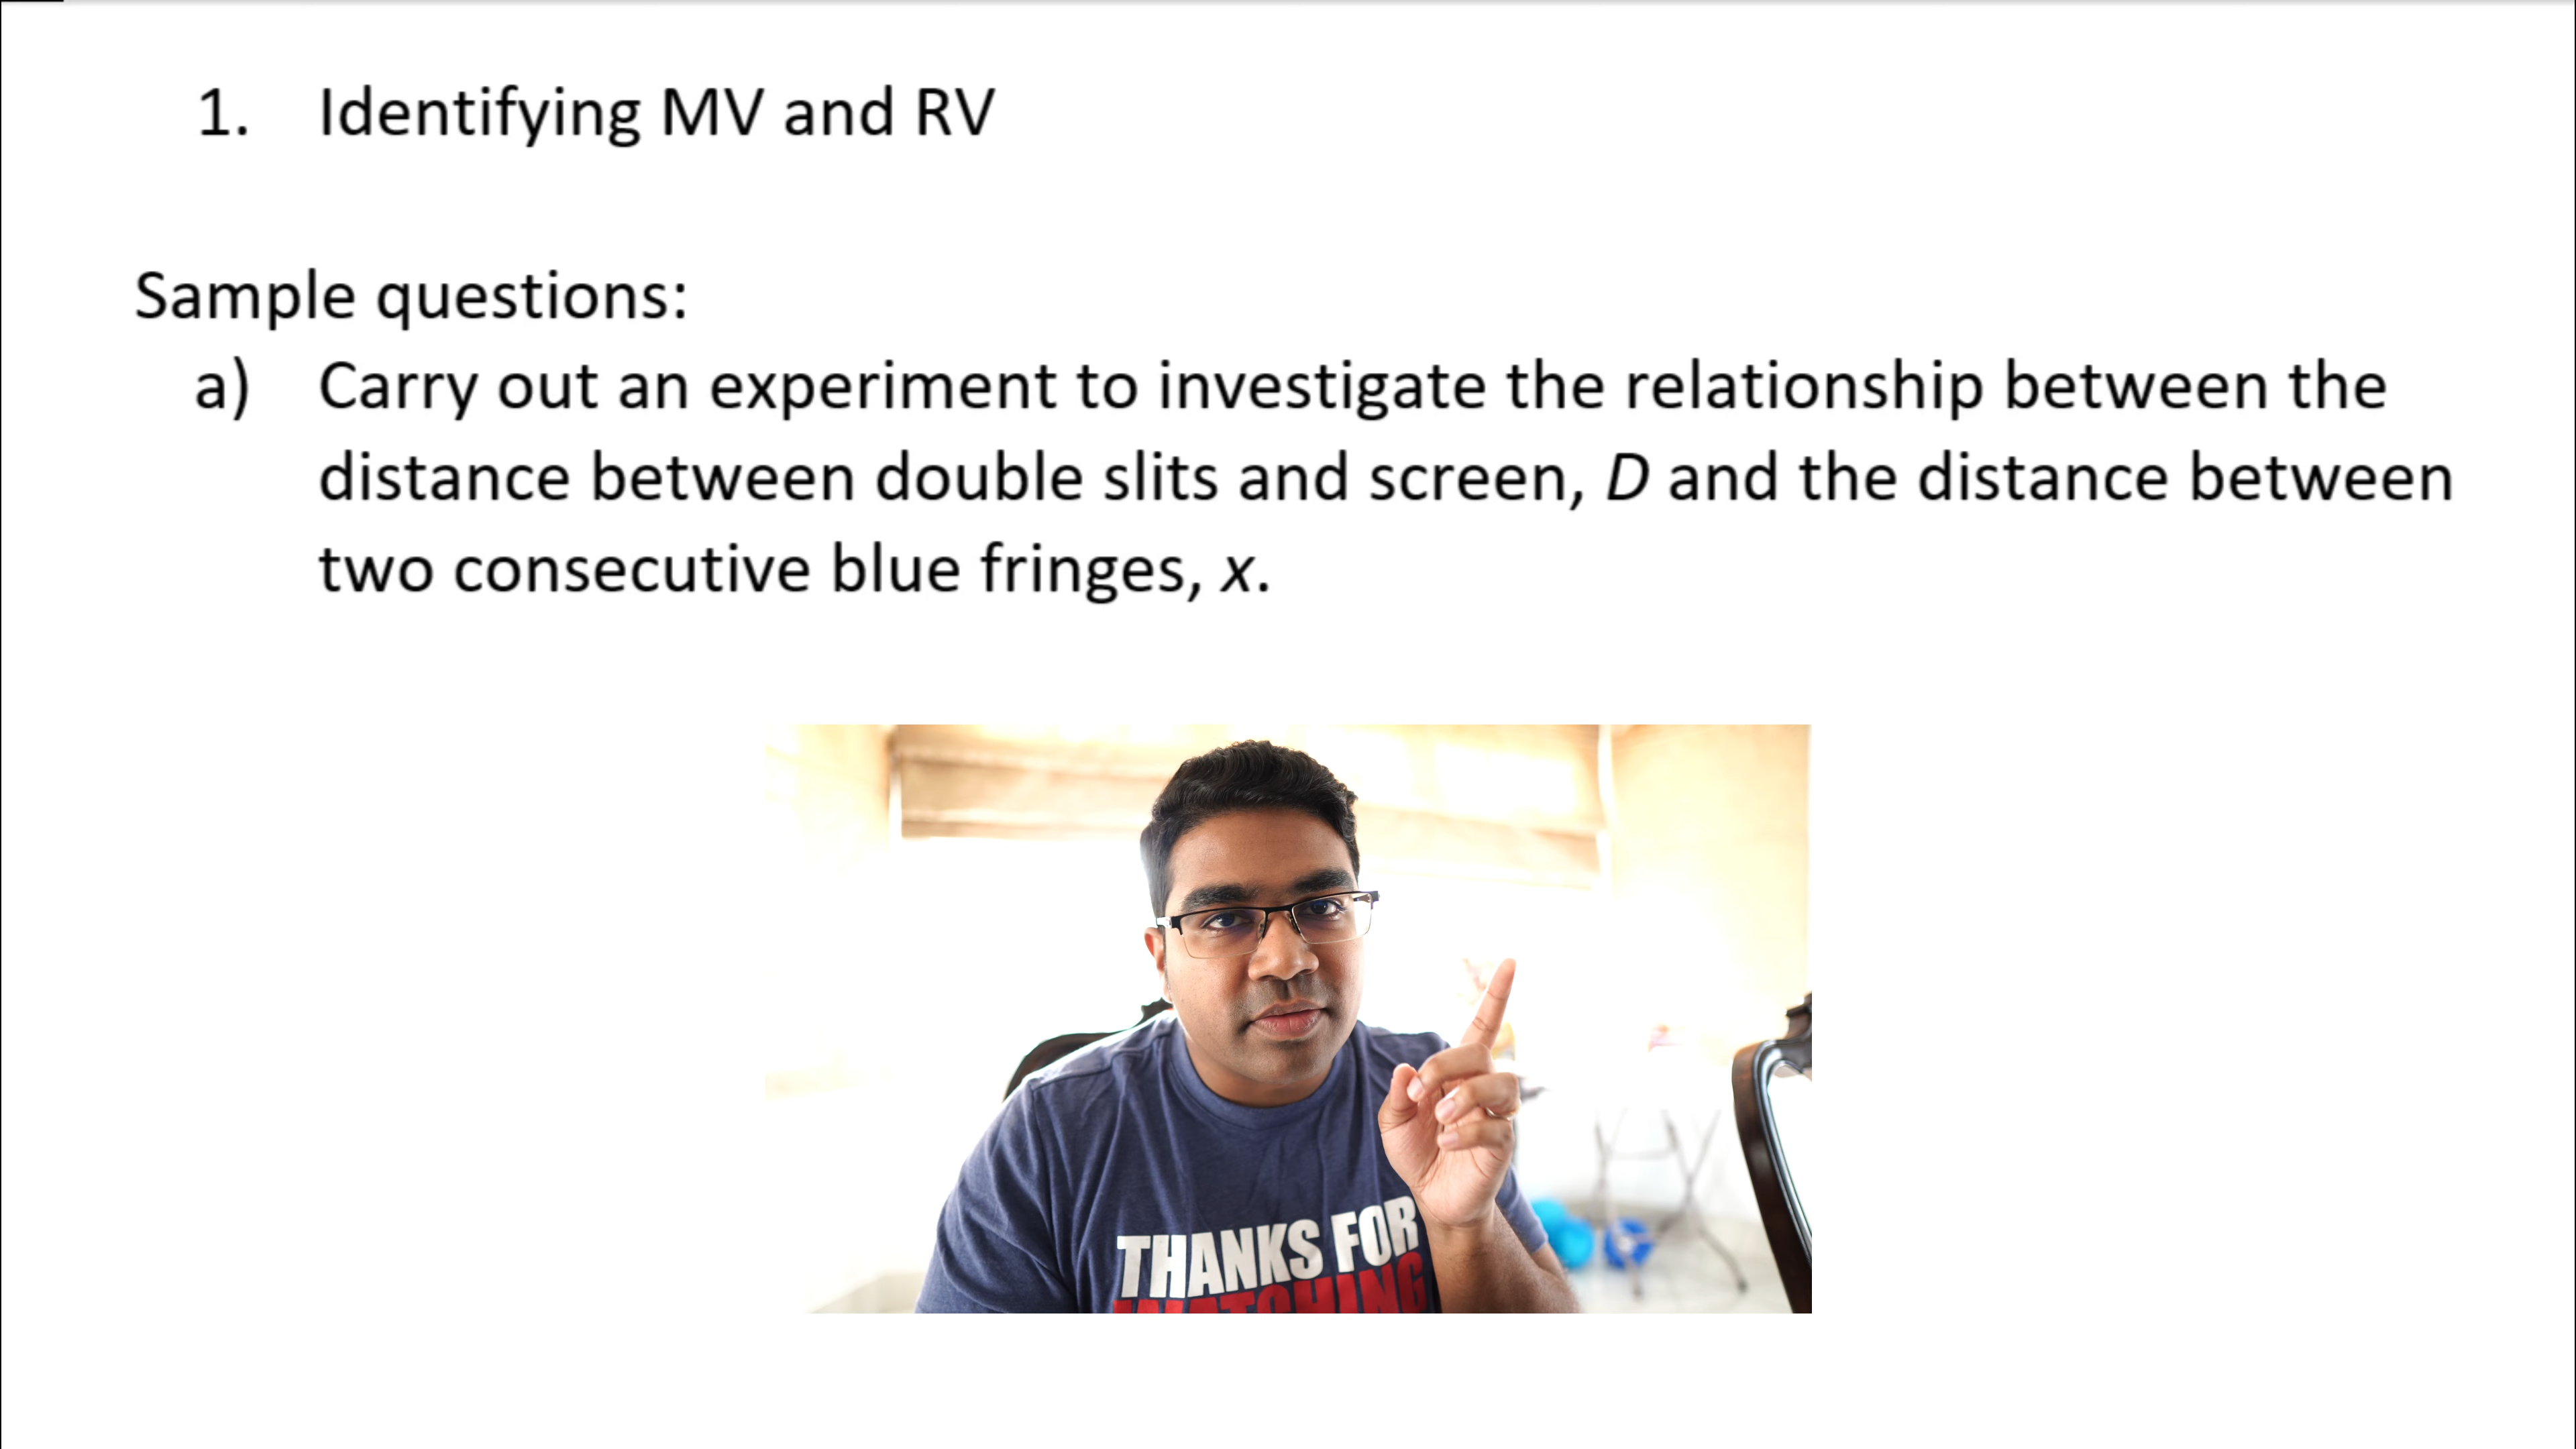 1. Identifying MV and RV
Sample questions:
a) Carry out an experiment to investigate the relationship between the
distance between double slits and screen, D and the distance between
two consecutive blue fringes, x.
THANKS FOR
WATCHING